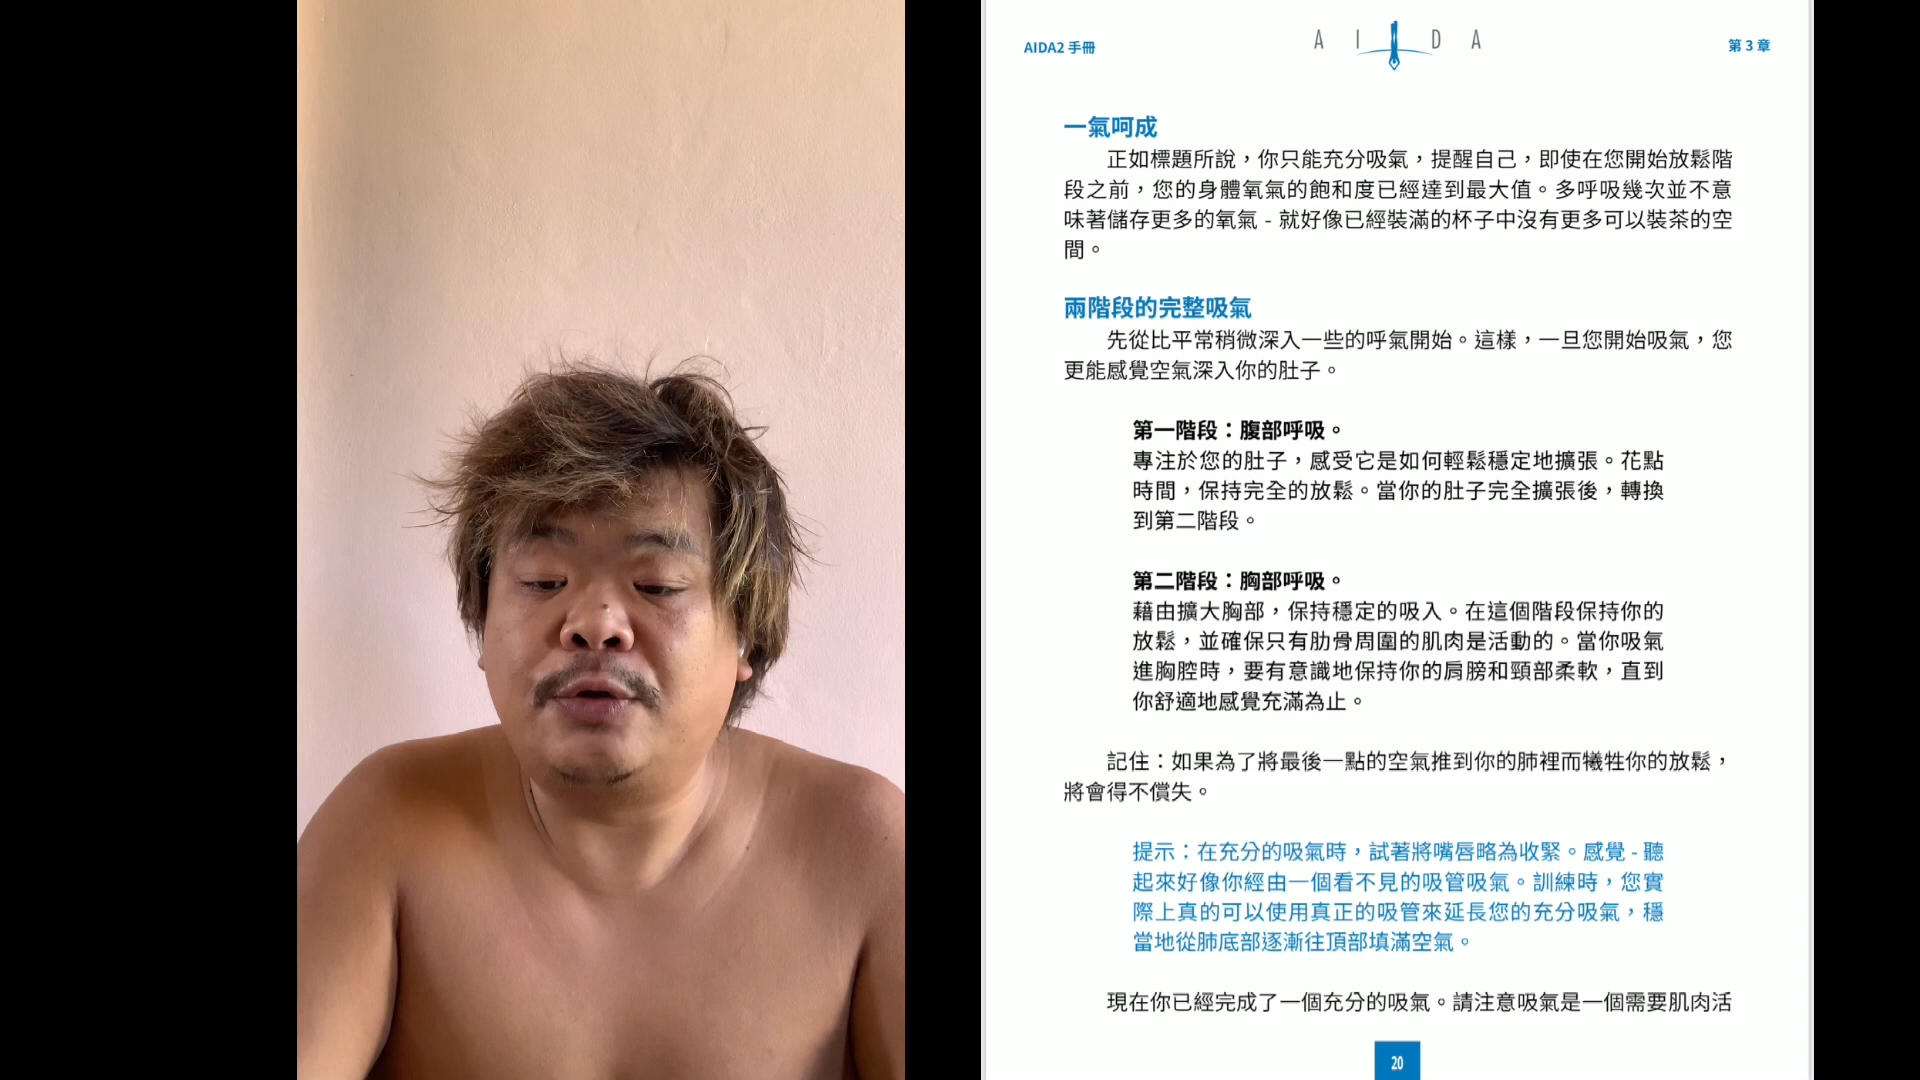 AIDA2 手冊
A I D A
第 3 章
一氣呵成
正如標題所說，你只能充分吸氣，提醒自己，即使在您開始放鬆階
段之前，您的身體氧氣的飽和度已經達到最大值。多呼吸幾次並不意
味著儲存更多的氧氣 - 就好像已經裝滿的杯子中沒有更多可以裝茶的空
間。
兩階段的完整吸氣
先從比平常稍微深入一些的呼氣開始。這樣，一旦您開始吸氣，您
更能感覺空氣深入你的肚子。
第一階段：腹部呼吸。
專注於您的肚子，感受它是如何輕鬆穩定地擴張。花點
時間，保持完全的放鬆。當你的肚子完全擴張後，轉換
到第二階段。
第二階段：胸部呼吸。
藉由擴大胸部，保持穩定的吸入。在這個階段保持你的
放鬆，並確保只有肋骨周圍的肌肉是活動的。當你吸氣
進胸腔時，要有意識地保持你的肩膀和頸部柔軟，直到
你舒適地感覺充滿為止。
記住：如果為了將最後一點的空氣推到你的肺裡而犧牲你的放鬆，
將會得不償失。
提示：在充分的吸氣時，試著將嘴唇略為收緊。感覺 - 聽
起來好像你經由一個看不見的吸管吸氣。訓練時，您實
際上真的可以使用真正的吸管來延長您的充分吸氣，穩
當地從肺底部逐漸往頂部填滿空氣。
現在你已經完成了一個充分的吸氣。請注意吸氣是一個需要肌肉活
20